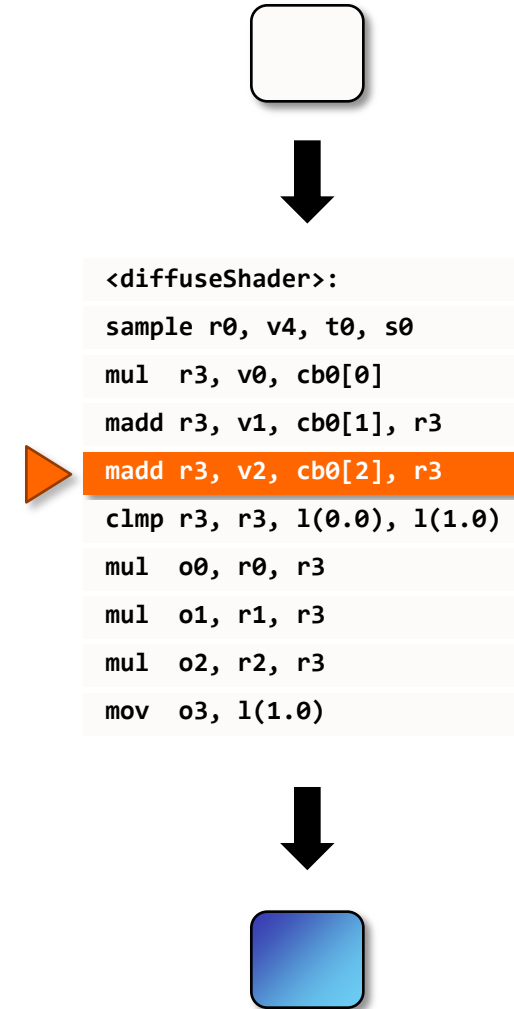 <diffuseShader>:
sample r0, v4, t0, s0
mul  r3, v0, cb0[0]
madd r3, v1, cb0[1], r3
madd r3, v2, cb0[2], r3
clmp r3, r3, l(0.0), l(1.0)
mul  o0, r0, r3
mul  o1, r1, r3
mul  o2, r2, r3
mov  o3, l(1.0)